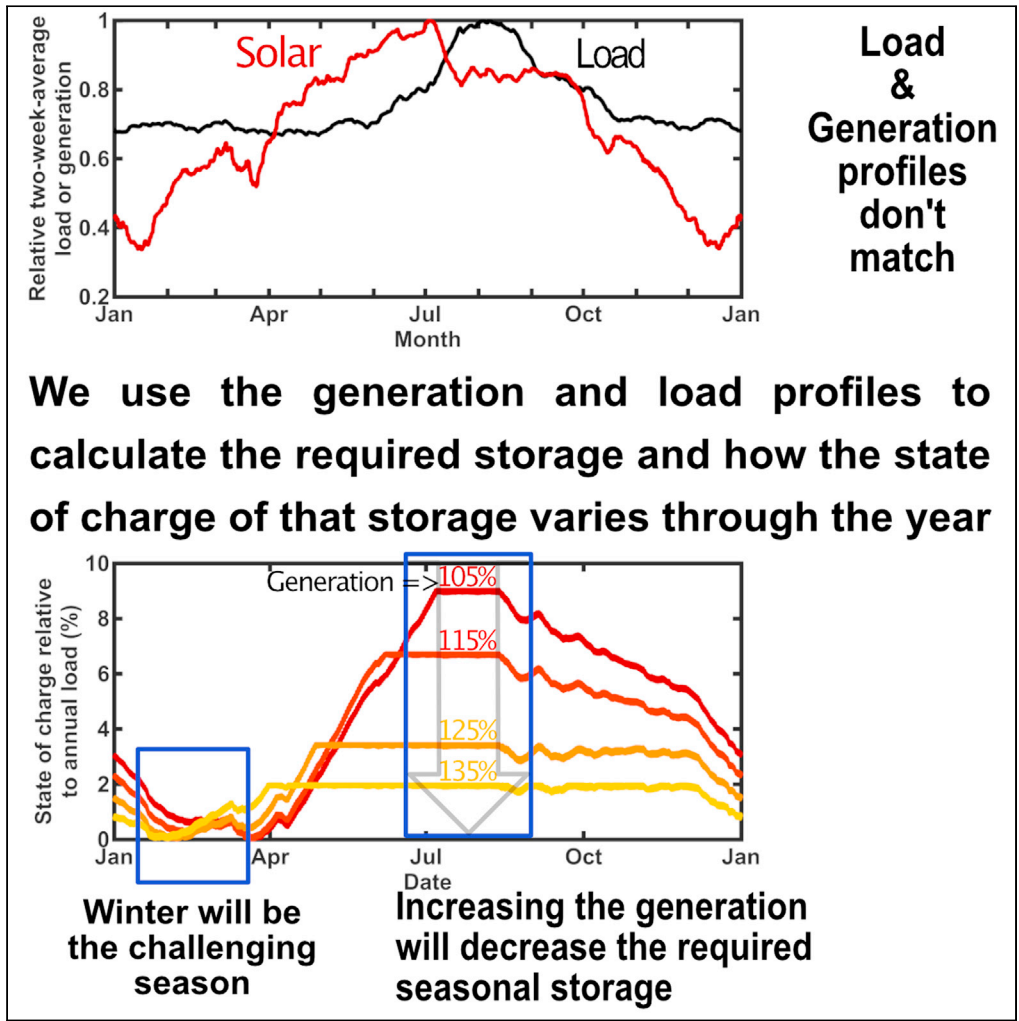 Relative two-week-average
load or generation
1
0.8
0.6
0.4
0.2
Solar
Load
Jan
Apr
Jul
Oct
Jan
Month
Load
&
Generation
profiles
don't
match
We use the generation and load profiles to
calculate the required storage and how the state
of charge of that storage varies through the year
State of charge relative
to annual load (%)
10
8
6
4
2
0
Generation =>105%
115%
125%
135%
Jan
Apr
Jul
Oct
Jan
Date
Winter will be
the challenging
season
Increasing the generation
will decrease the required
seasonal storage